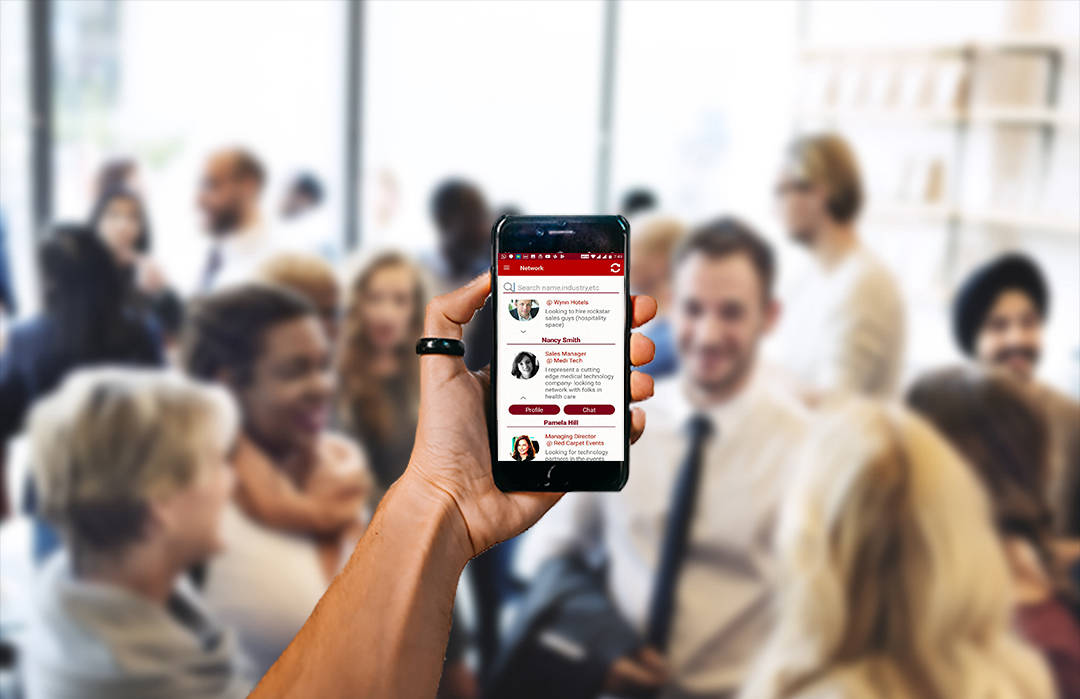 Network
Search name,industry,etc
@ Wynn Hotels
Looking to hire rockstar
sales guys (hospitality
space)
Nancy Smith
Sales Manager
@ Medi Tech
I represent a cutting
edge medical technology
company- looking to
network with folks in
health care
Profile
Chat
Pamela Hill
Managing Director
@ Red Carpet Events
Looking for technology
partners in the events